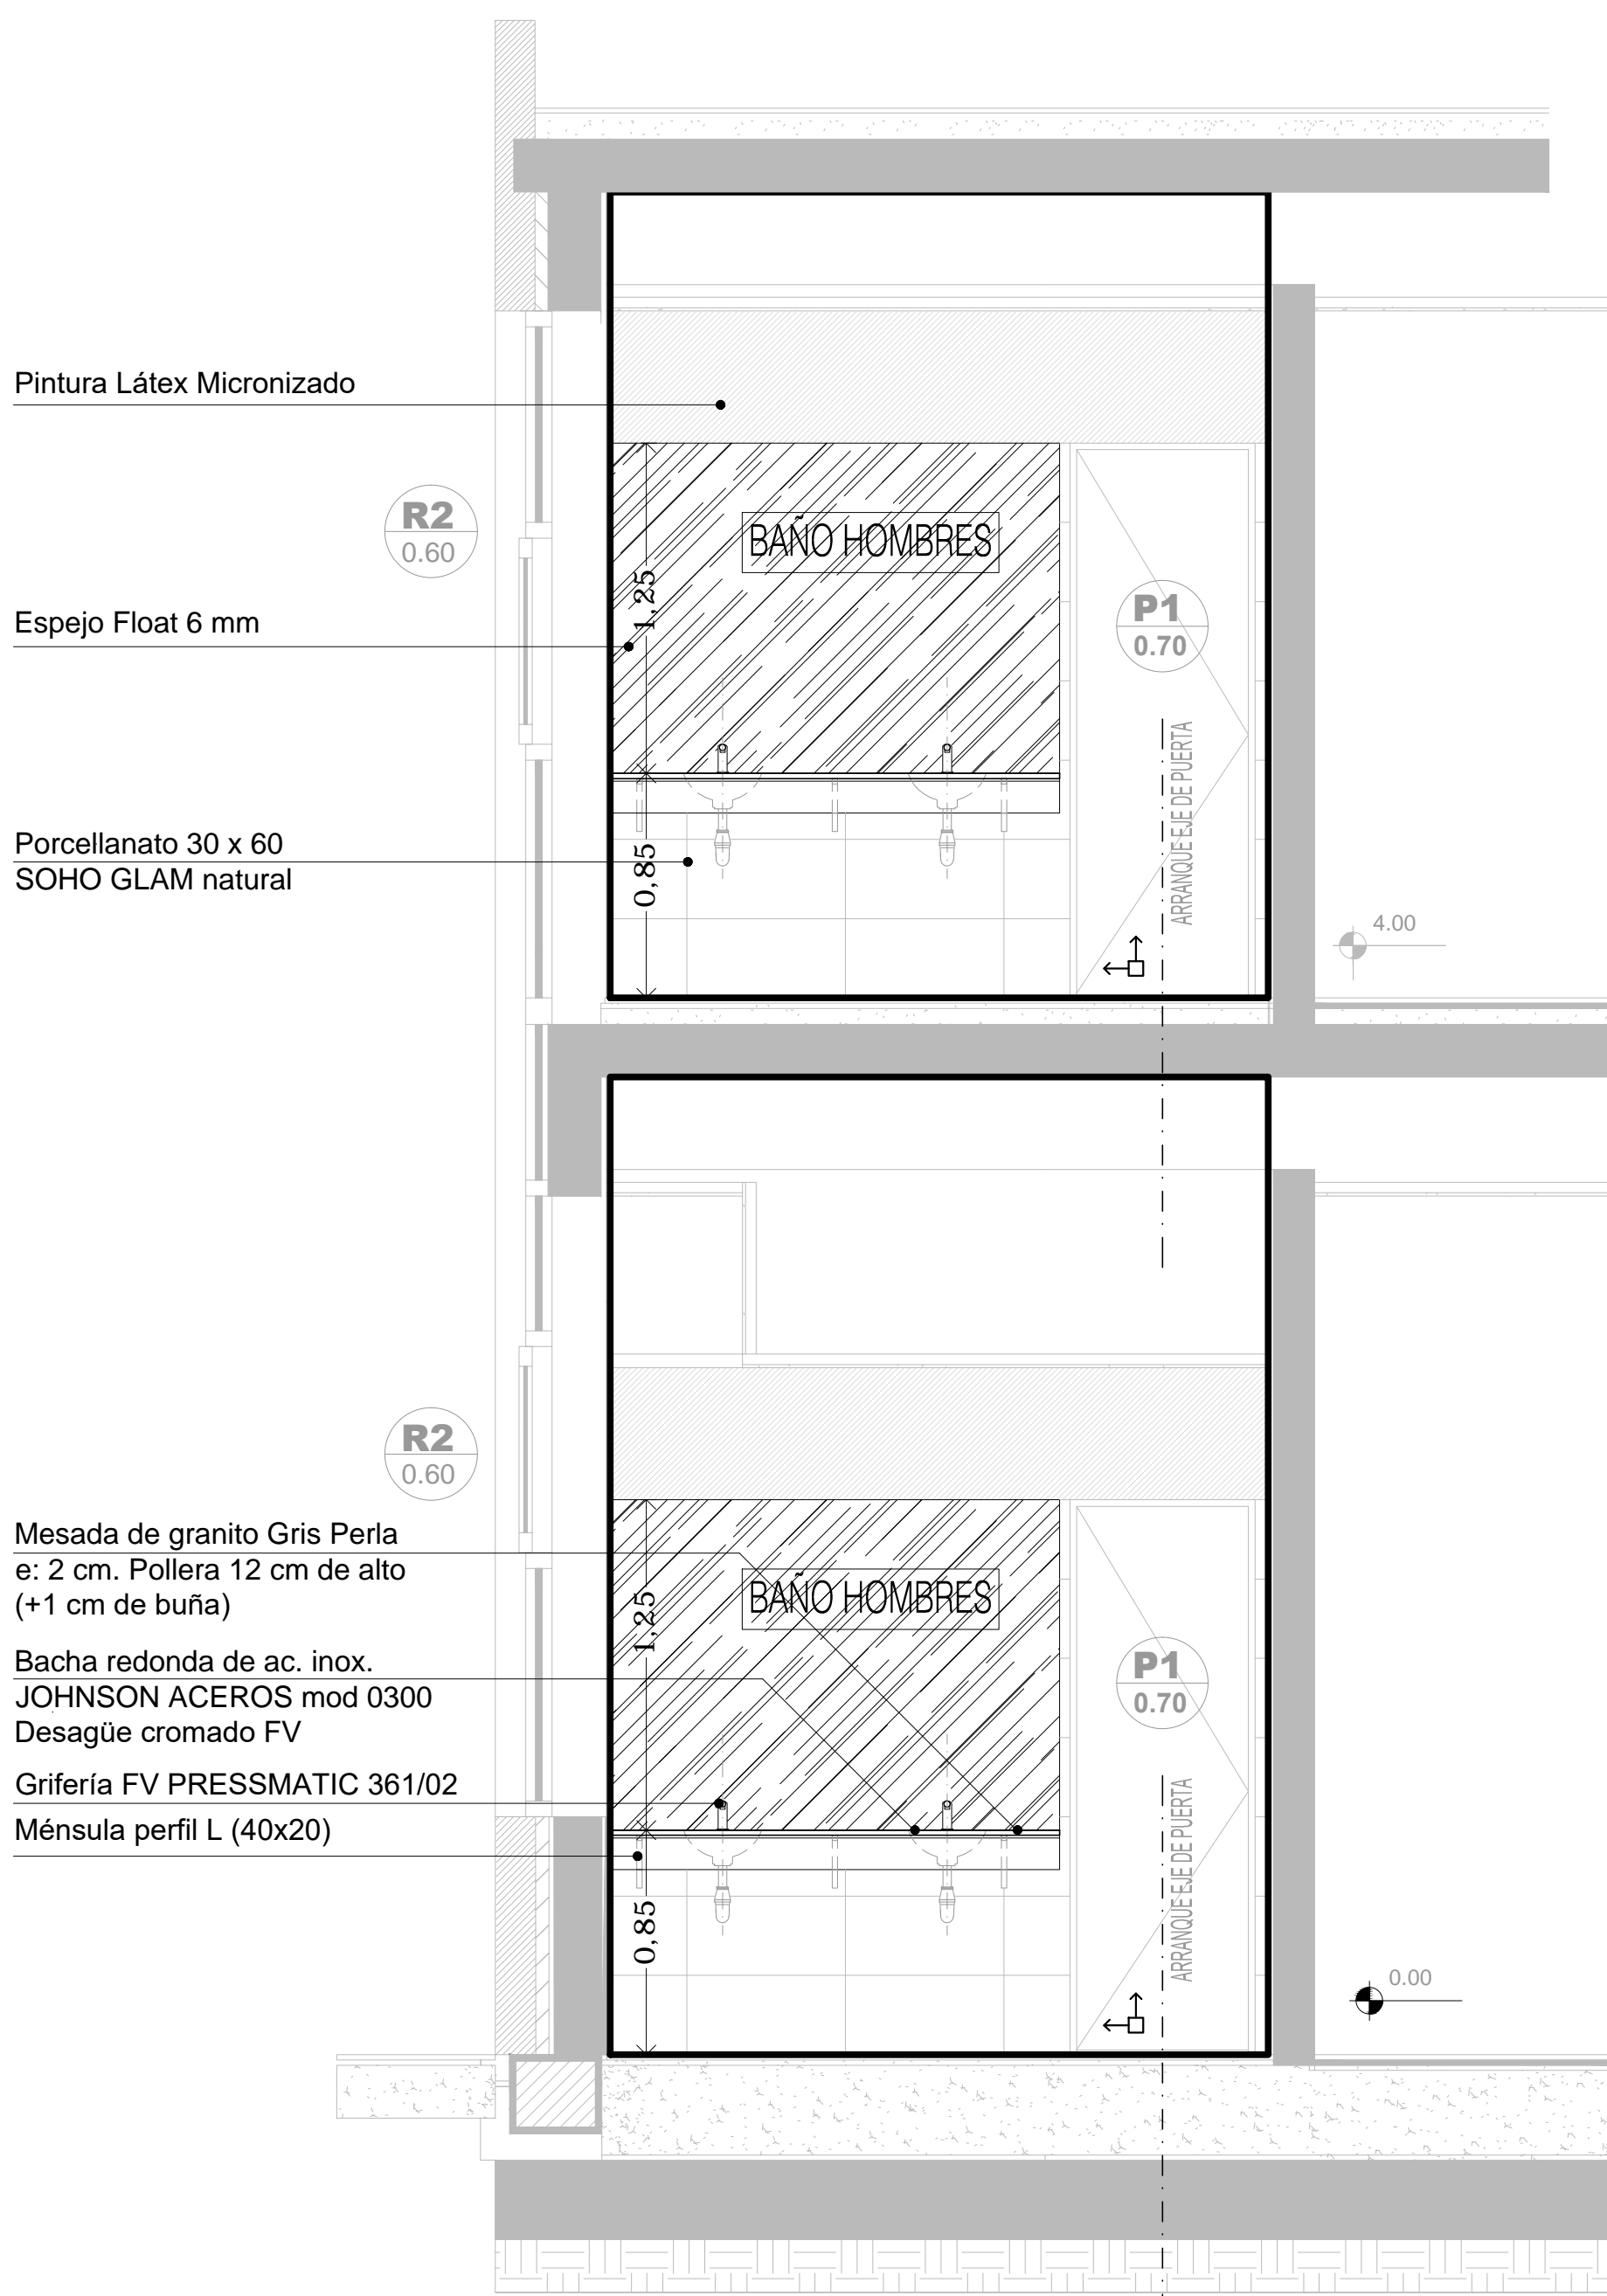 Pintura Látex Micronizado
R2
0.60
BAÑO HOMBRES
1,25
Espejo Float 6 mm
P1
0.70
ARRANQUE EJE DE PUERTA
Porcellanato 30 x 60
SOHO GLAM natural
0,85
4.00
R2
0.60
Mesada de granito Gris Perla
e: 2 cm. Pollera 12 cm de alto
(+1 cm de buña)
BAÑO HOMBRES
1,25
Bacha redonda de ac. inox.
JOHNSON ACEROS mod 0300
Desagüe cromado FV
P1
0.70
Grifería FV PRESSMATIC 361/02
Ménsula perfil L (40x20)
ARRANQUE EJE DE PUERTA
0,85
0.00